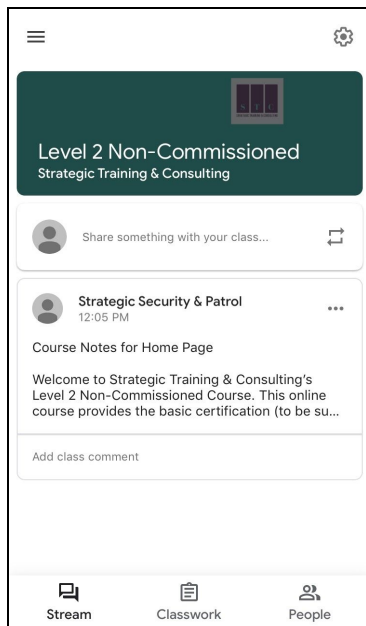 S T C
Level 2 Non-Commissioned
Strategic Training & Consulting
Share something with your class...
Strategic Security & Patrol
12:05 PM
Course Notes for Home Page
Welcome to Strategic Training & Consulting's
Level 2 Non-Commissioned Course. This online
course provides the basic certification (to be su...
Add class comment
Stream
Classwork
People